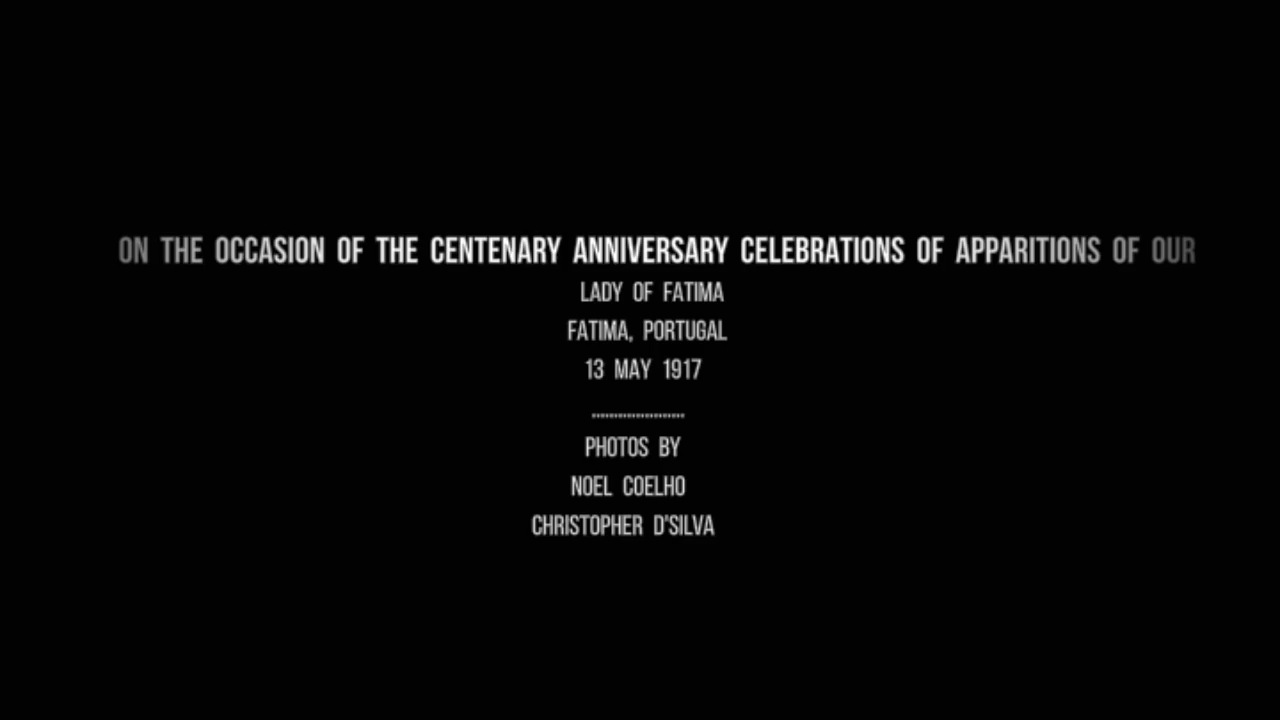 ON THE OCCASION OF THE CENTENARY ANNIVERSARY CELEBRATIONS OF APPARITIONS OF OUR
LADY OF FATIMA
FATIMA, PORTUGAL
13 MAY 1917
.......................
PHOTOS BY
NOEL COELHO
CHRISTOPHER D'SILVA